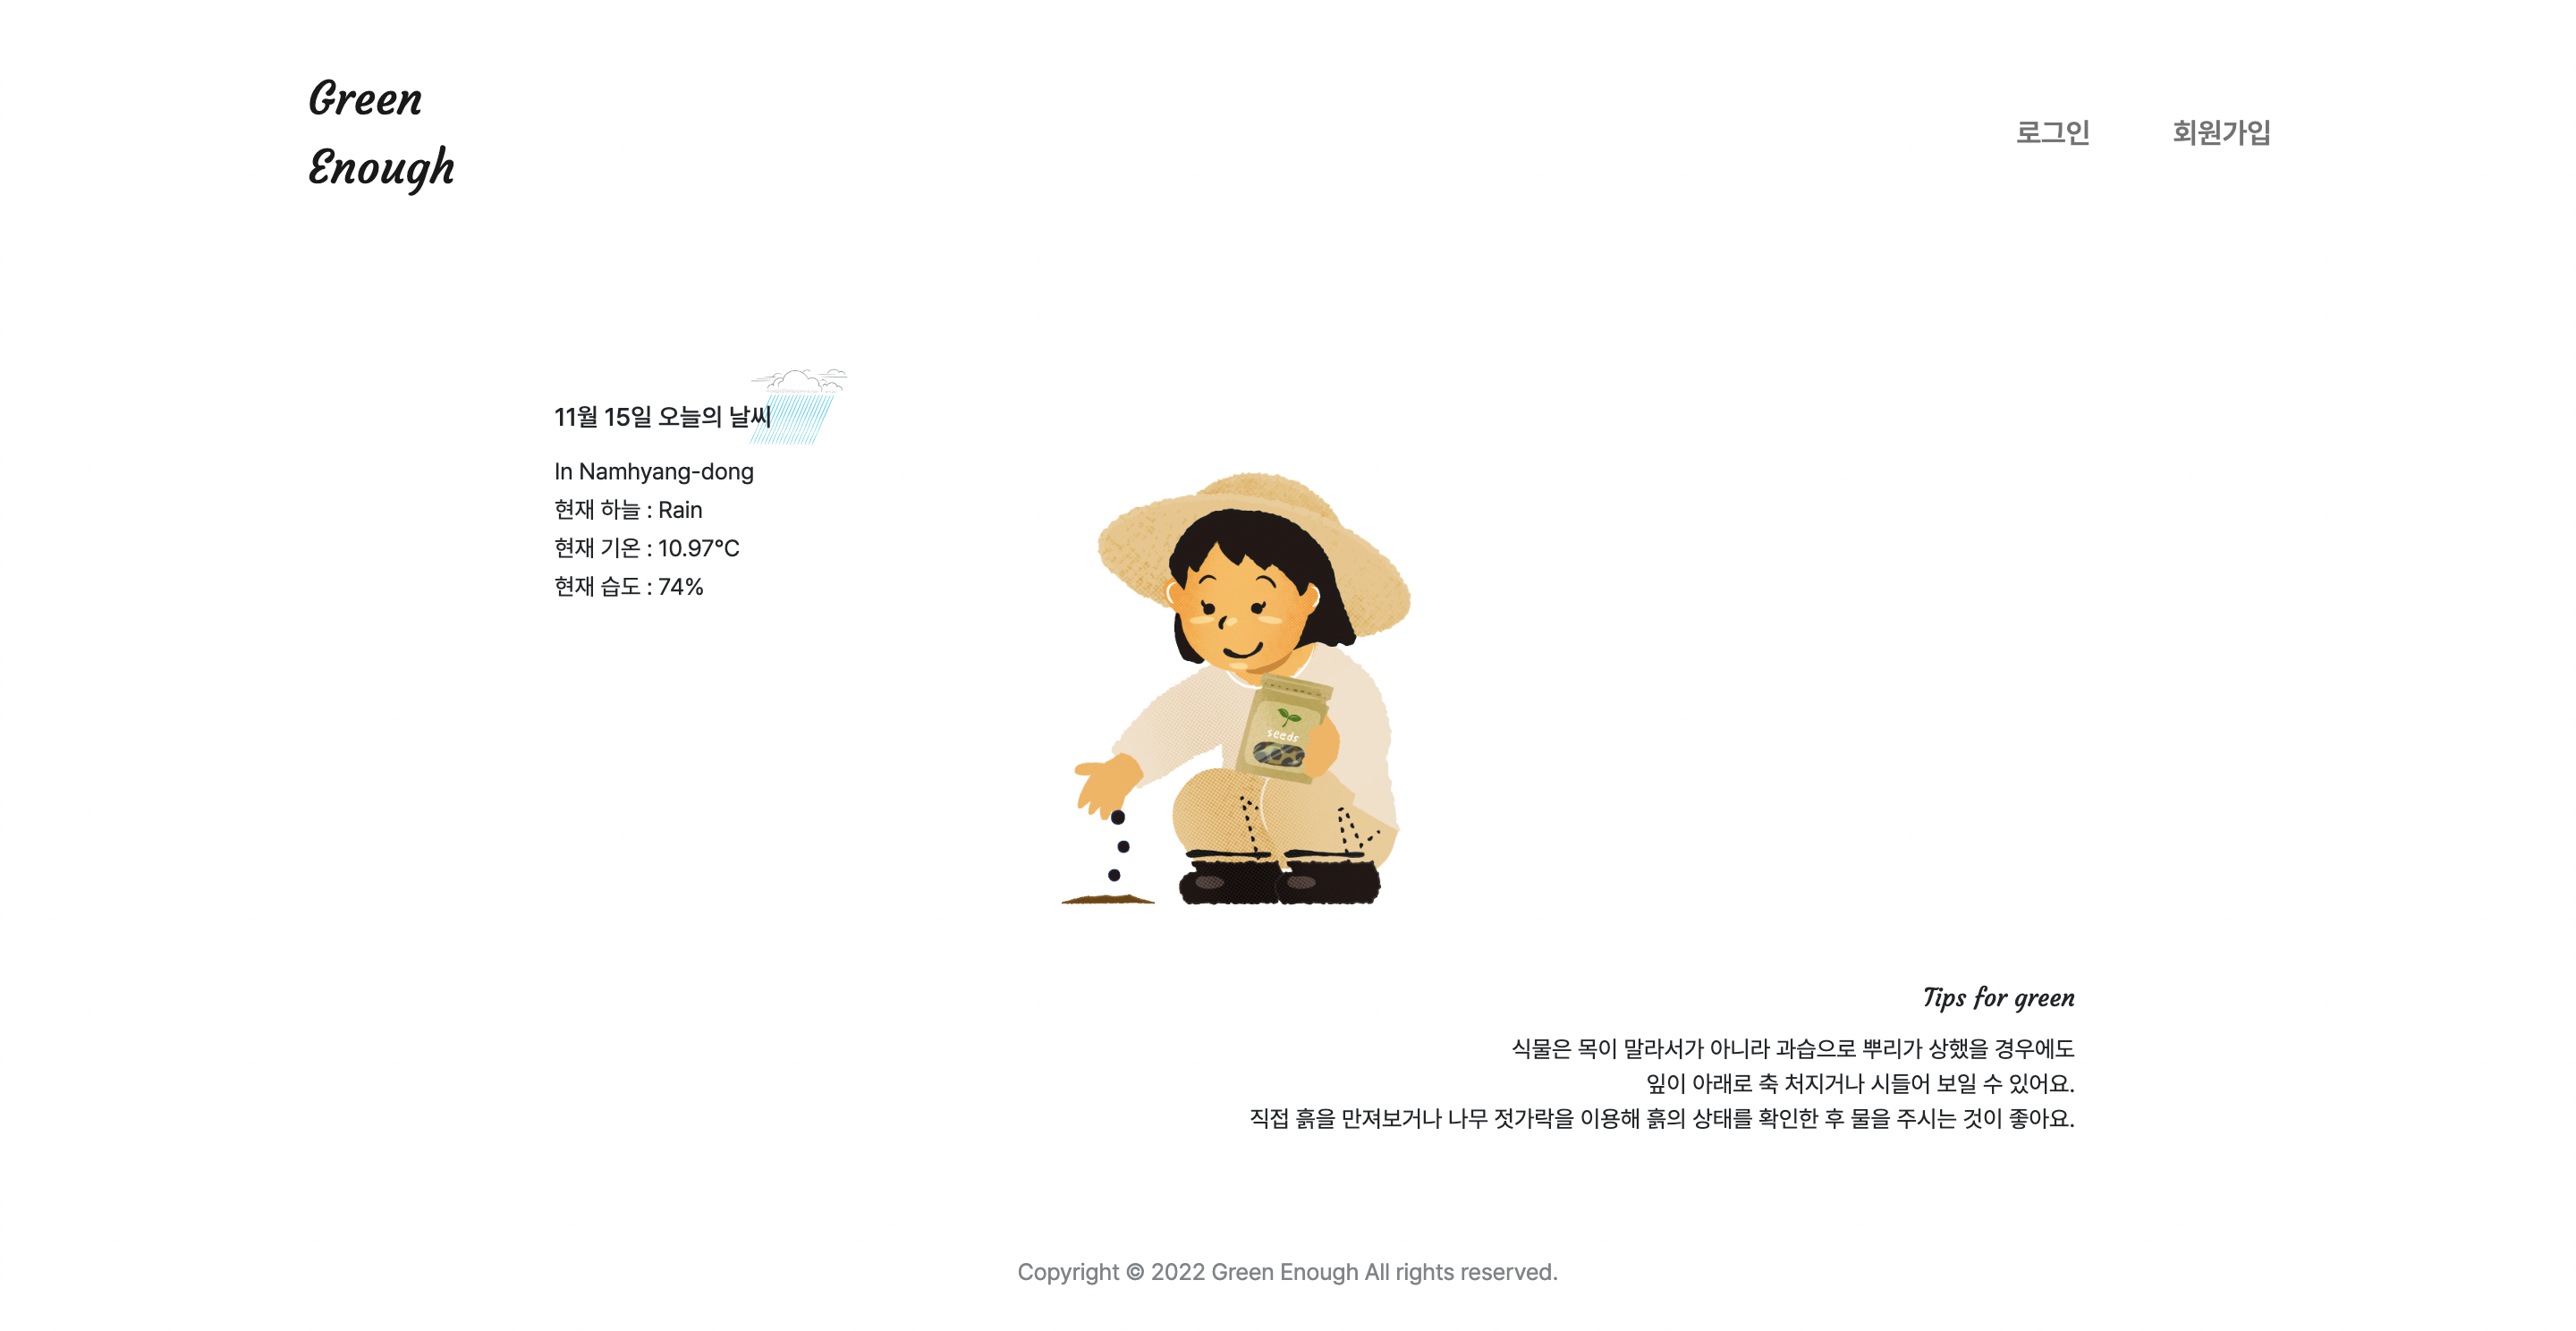 Green
Enough
로그인
회원가입
11월 15일 오늘의 날씨
In Namhyang-dong
현재 하늘 : Rain
현재 기온 : 10.97°C
현재 습도 : 74%
seeds
Tips for green
식물은 목이 말라서가 아니라 과습으로 뿌리가 상했을 경우에도
잎이 아래로 축 처지거나 시들어 보일 수 있어요.
직접 흙을 만져보거나 나무 젓가락을 이용해 흙의 상태를 확인한 후 물을 주시는 것이 좋아요.
Copyright © 2022 Green Enough All rights reserved.